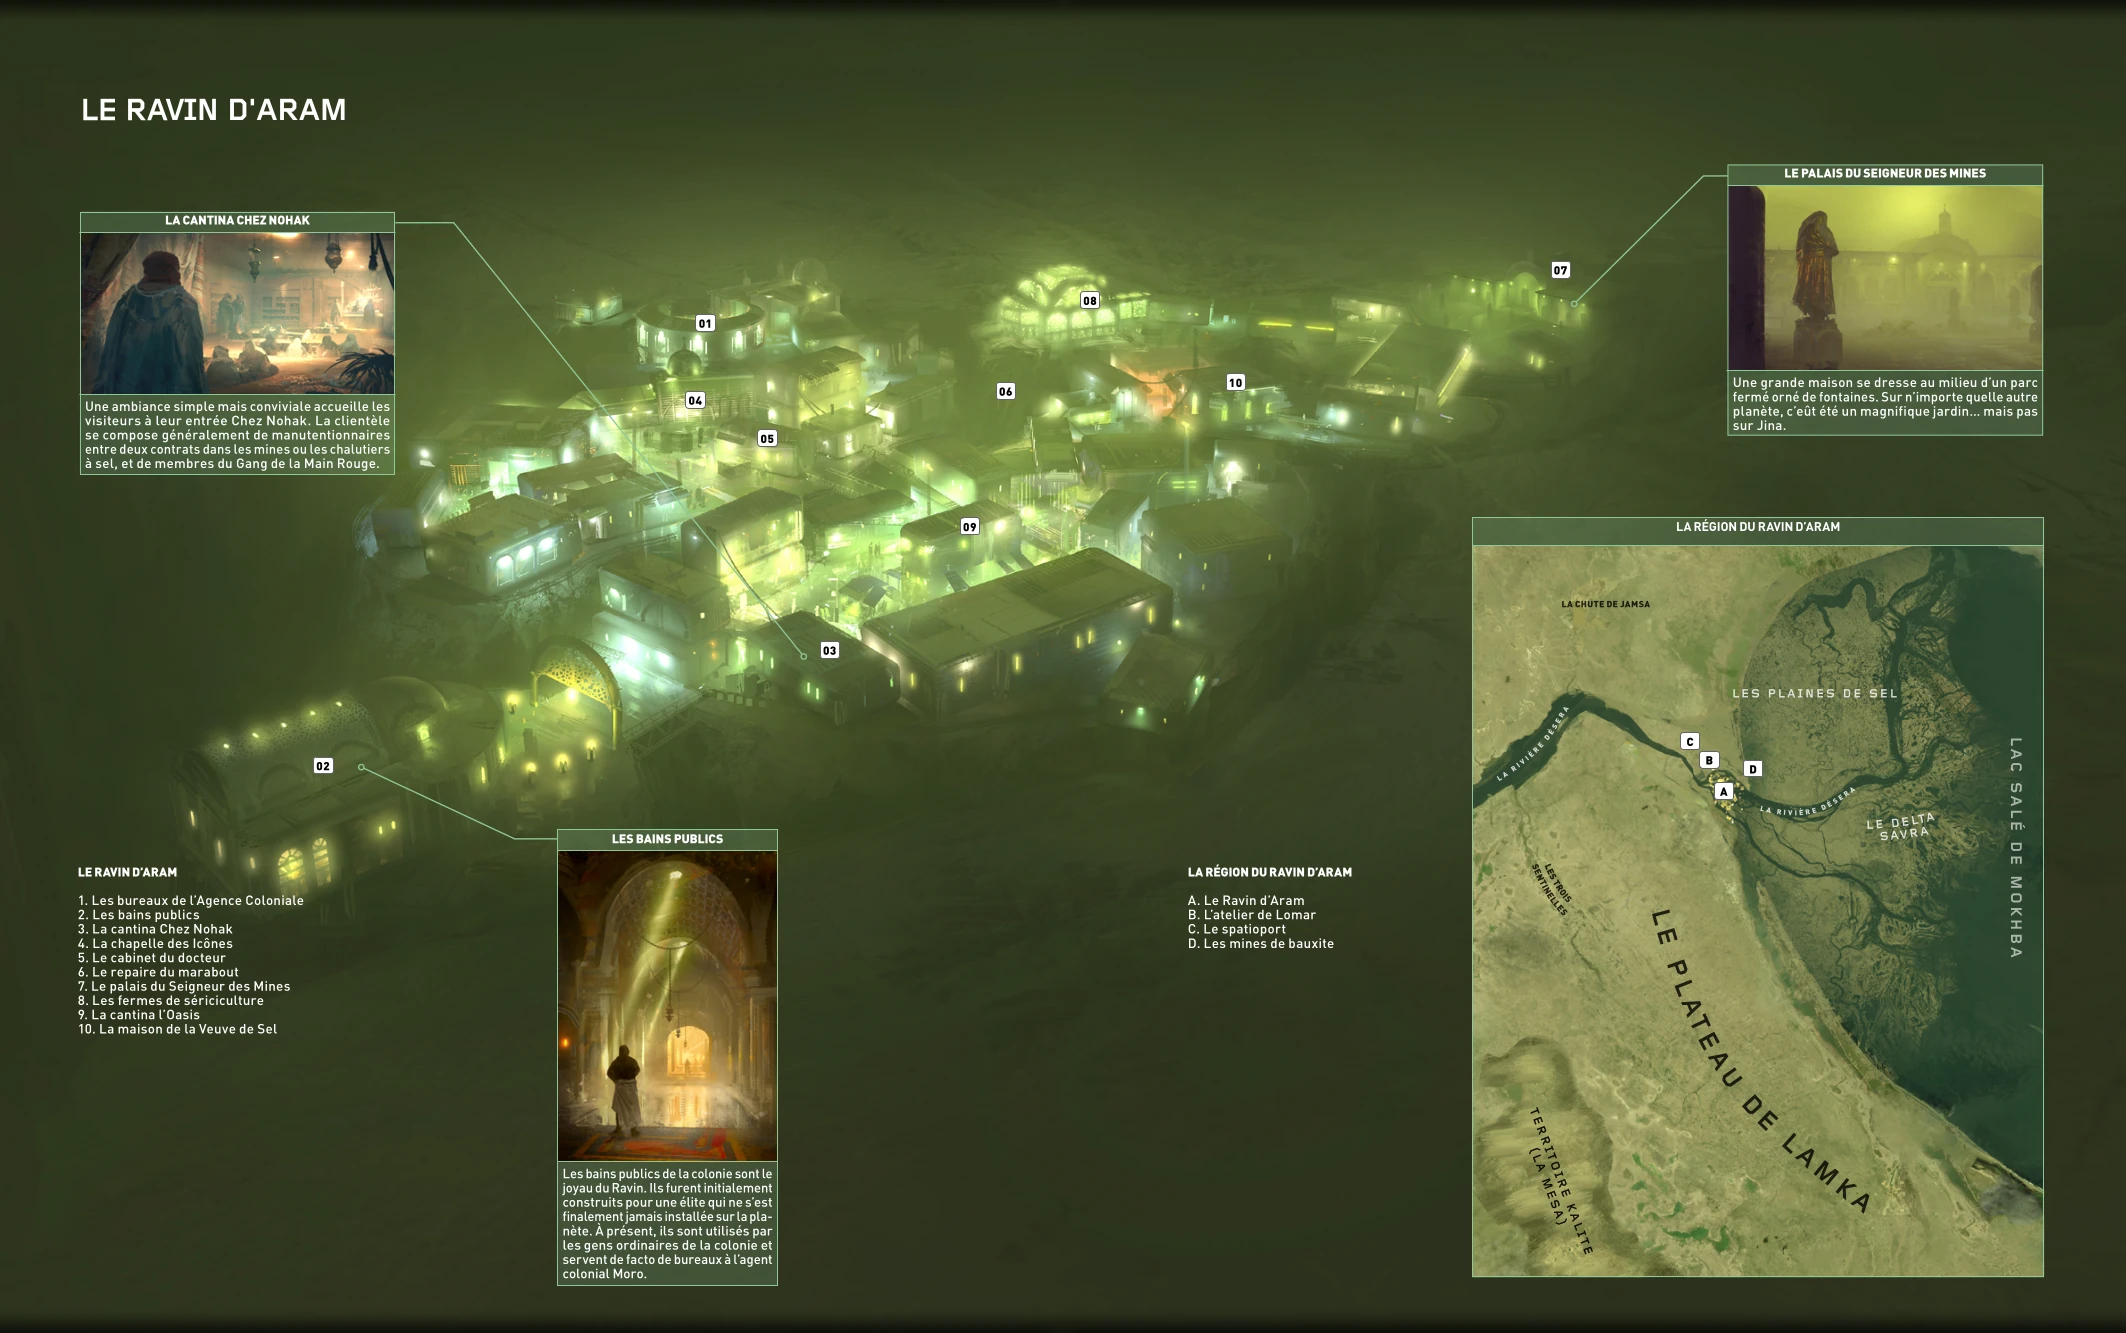 LE RAVIN D'ARAM
LA CANTINA CHEZ NOHAK
Une ambiance simple mais conviviale accueille les
visiteurs à leur entrée Chez Nohak. La clientèle
se compose généralement de manutentionnaires
entre deux contrats dans les mines ou les chalutiers
à sel, et de membres du Gang de la Main Rouge.
LE PALAIS DU SEIGNEUR DES MINES
Une grande maison se dresse au milieu d'un parc
fermé orné de fontaines. Sur n'importe quelle autre
planète, c'eût été un magnifique jardin... mais pas
sur Jina.
01
08
07
04
06
10
05
09
03
02
LES BAINS PUBLICS
Les bains publics de la colonie sont le
joyau du Ravin. Ils furent initialement
construits pour une élite qui ne s'est
finalement jamais installée sur la pla-
nète. À présent, ils sont utilisés par
les gens ordinaires de la colonie et
servent de facto de bureaux à l'agent
colonial Moro.
LE RAVIN D'ARAM
1. Les bureaux de l'Agence Coloniale
2. Les bains publics
3. La cantina Chez Nohak
4. La chapelle des Icônes
5. Le cabinet du docteur
6. Le repaire du marabout
7. Le palais du Seigneur des Mines
8. Les fermes de sériciculture
9. La cantina l'Oasis
10. La maison de la Veuve de Sel
LA RÉGION DU RAVIN D'ARAM
A. Le Ravin d'Aram
B. L'atelier de Lomar
C. Le spatioport
D. Les mines de bauxite
LA RÉGION DU RAVIN D'ARAM
LA CHUTE DE JAMSA
LES PLAINES DE SEL
LA RIVIÈRE DÉSERA
C
B
D
A
LA RIVIÈRE DÉSERA
LE DELTA
SAVRA
LAC SALÉ DE MOKHBA
LES TROIS
SENTINELLES
LE PLATEAU DE LAMKA
TERRITOIRE KALITE
(LA MESA)